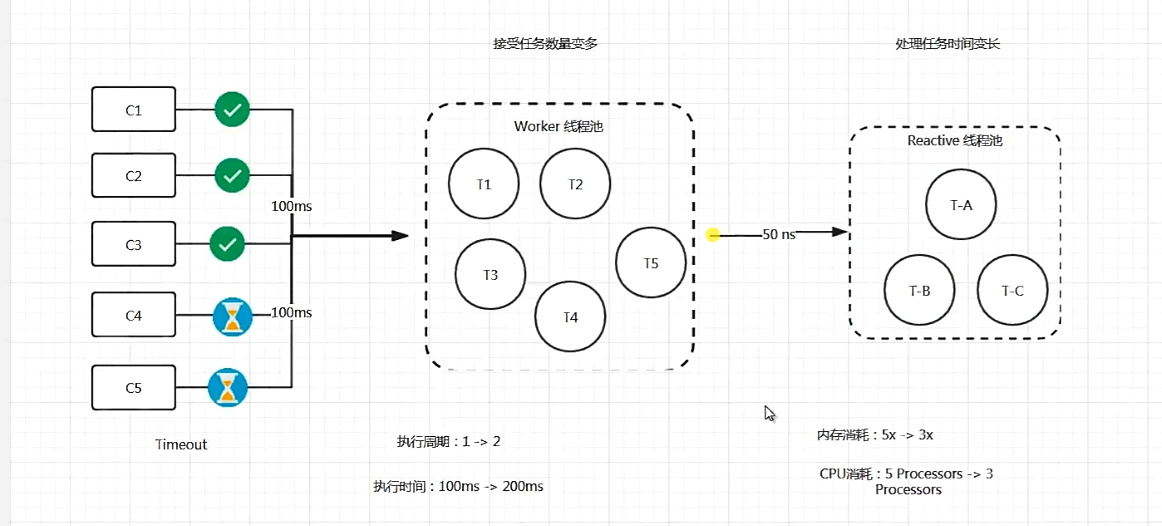 接受任务数量变多
处理任务时间变长
C1
C2
C3
C4
C5
100ms
100ms
Timeout
Worker 线程池
T1
T2
T3
T4
T5
50 ns
Reactive 线程池
T-A
T-B
T-C
执行周期：1 -> 2
执行时间：100ms -> 200ms
内存消耗：5x -> 3x
CPU消耗：5 Processors -> 3
Processors